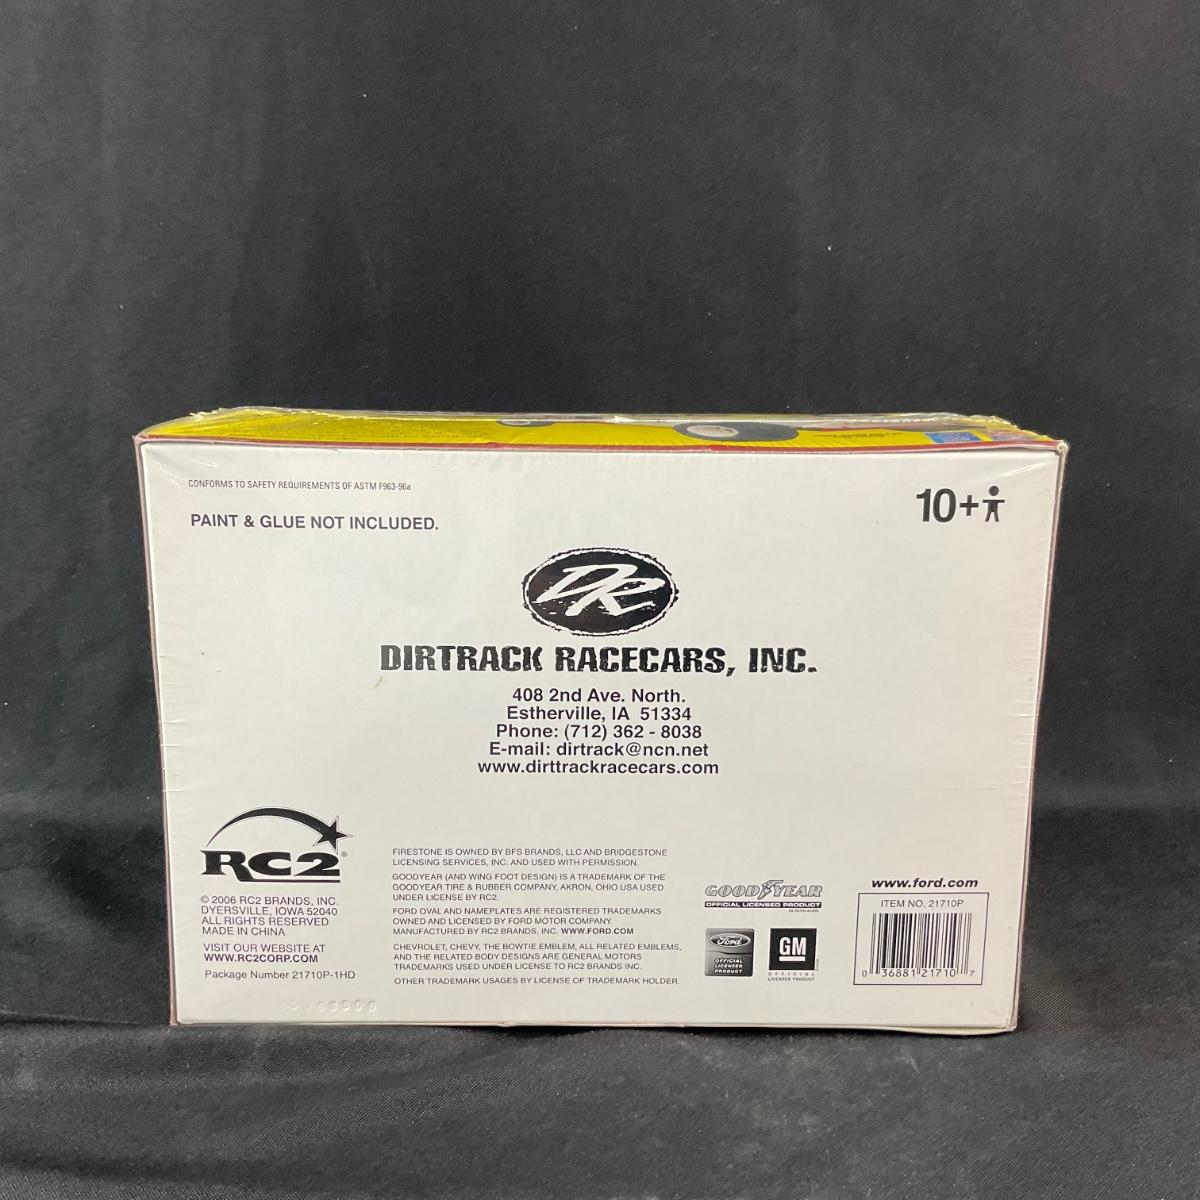 CONFORMS TO SAFETY REQUIREMENTS OF ASTM F963-96a
PAINT & GLUE NOT INCLUDED.
10+
DR
DIRTRACK RACECARS, INC.
408 2nd Ave. North.
Estherville, IA 51334
Phone: (712) 362 - 8038
E-mail: dirtrack@ncn.net
www.dirttrackracecars.com
RC2®
© 2006 RC2 BRANDS, INC.
DYERSVILLE, IOWA 52040
ALL RIGHTS RESERVED
MADE IN CHINA
VISIT OUR WEBSITE AT
WWW.RC2CORP.COM
Package Number 21710P-1HD
FIRESTONE IS OWNED BY BFS BRANDS, LLC AND BRIDGESTONE
LICENSING SERVICES, INC. AND USED WITH PERMISSION.
GOODYEAR (AND WING FOOT DESIGN) IS A TRADEMARK OF THE
GOODYEAR TIRE & RUBBER COMPANY, AKRON, OHIO USA USED
UNDER LICENSE BY RC2.
FORD OVAL AND NAMEPLATES ARE REGISTERED TRADEMARKS
OWNED AND LICENSED BY FORD MOTOR COMPANY.
MANUFACTURED BY RC2 BRANDS, INC. WWW.FORD.COM
CHEVROLET, CHEVY, THE BOWTIE EMBLEM, ALL RELATED EMBLEMS,
AND THE RELATED BODY DESIGNS ARE GENERAL MOTORS
TRADEMARKS USED UNDER LICENSE TO RC2 BRANDS INC.
OTHER TRADEMARK USAGES BY LICENSE OF TRADEMARK HOLDER.
GOODYEAR
OFFICIAL LICENSED PRODUCT
Ford
OFFICIAL
LICENSED
PRODUCT
GM
OFFICIAL
LICENSED PRODUCT
www.ford.com
ITEM NO. 21710P
0 36881 21710 7